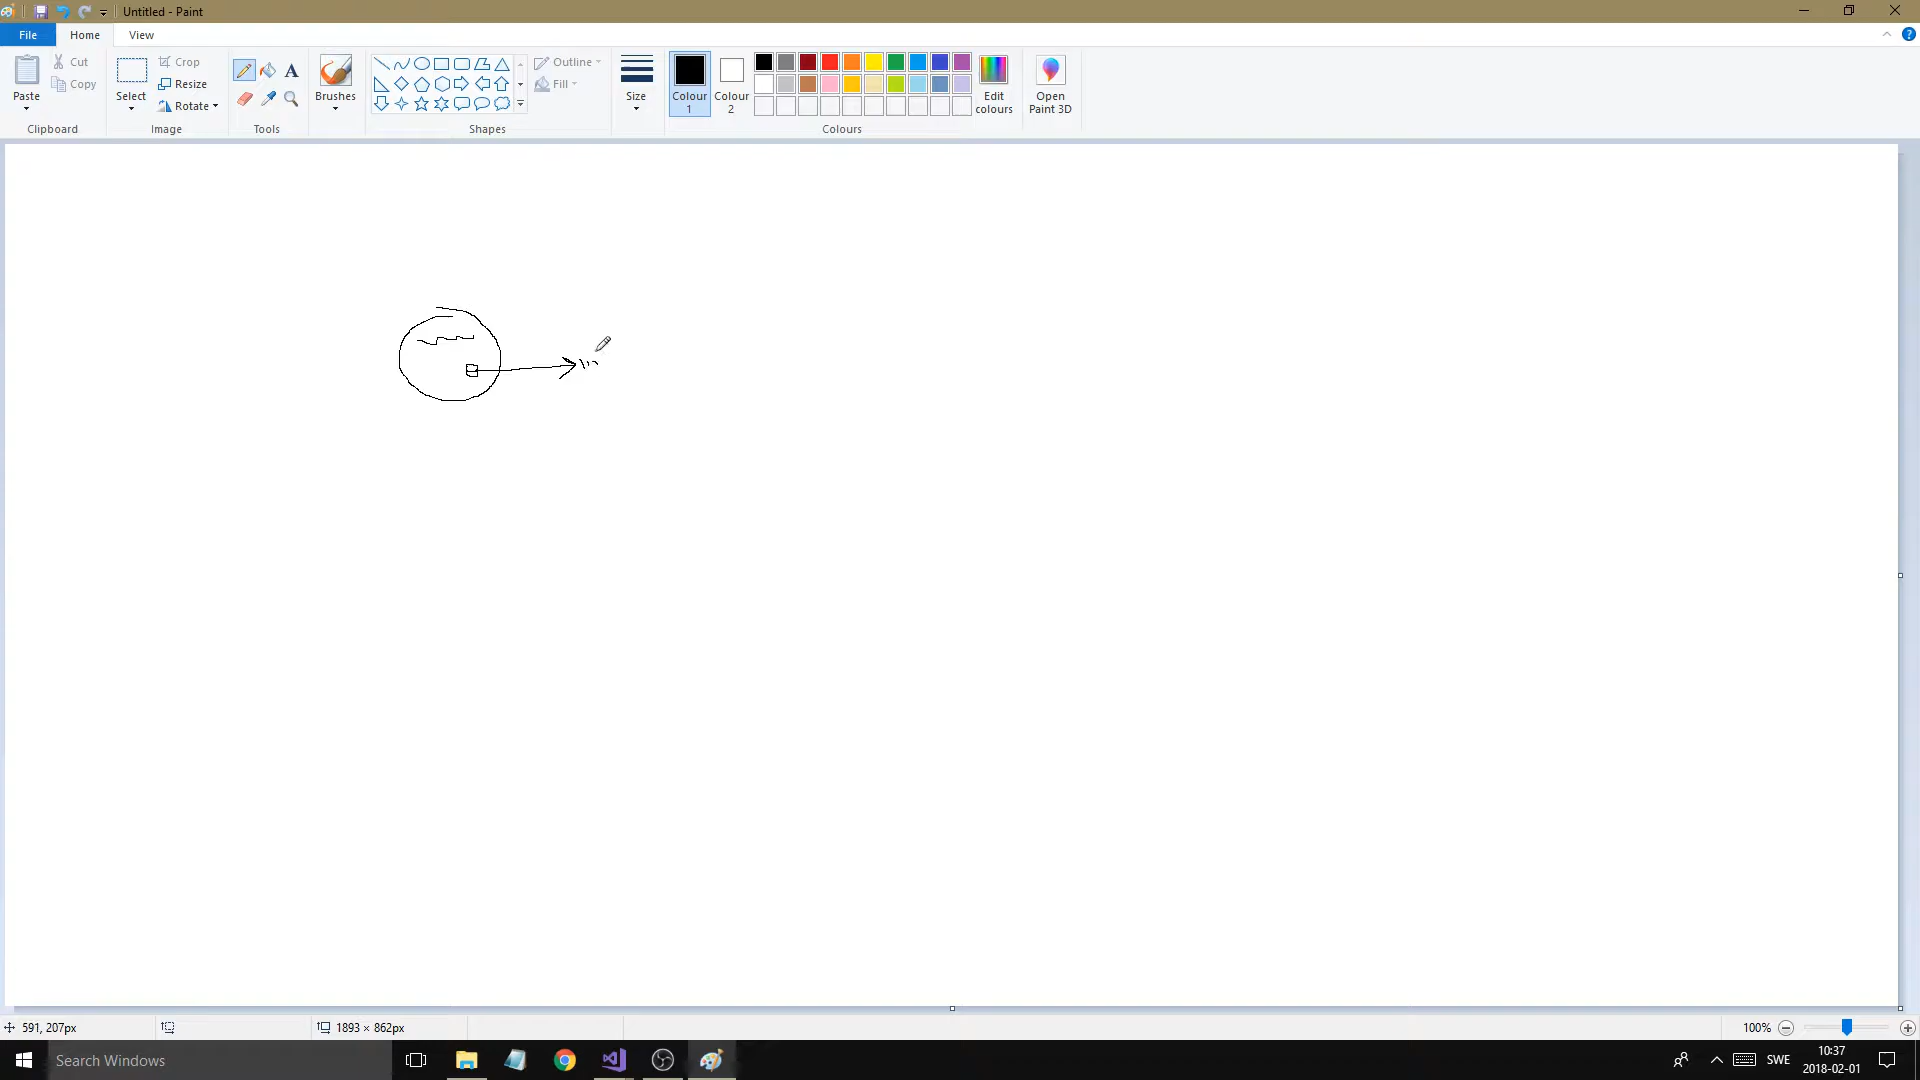 Untitled - Paint
File Home View
Paste
Cut
Copy
Clipboard
Select
Crop
Resize
Rotate
Image
A
Tools
Brushes
Shapes
Outline
Fill
Size
Colour 1
Colour 2
Colours
Edit colours
Open Paint 3D
591, 207px
1893 × 862px
100%
Search Windows
SWE
10:37
2018-02-01